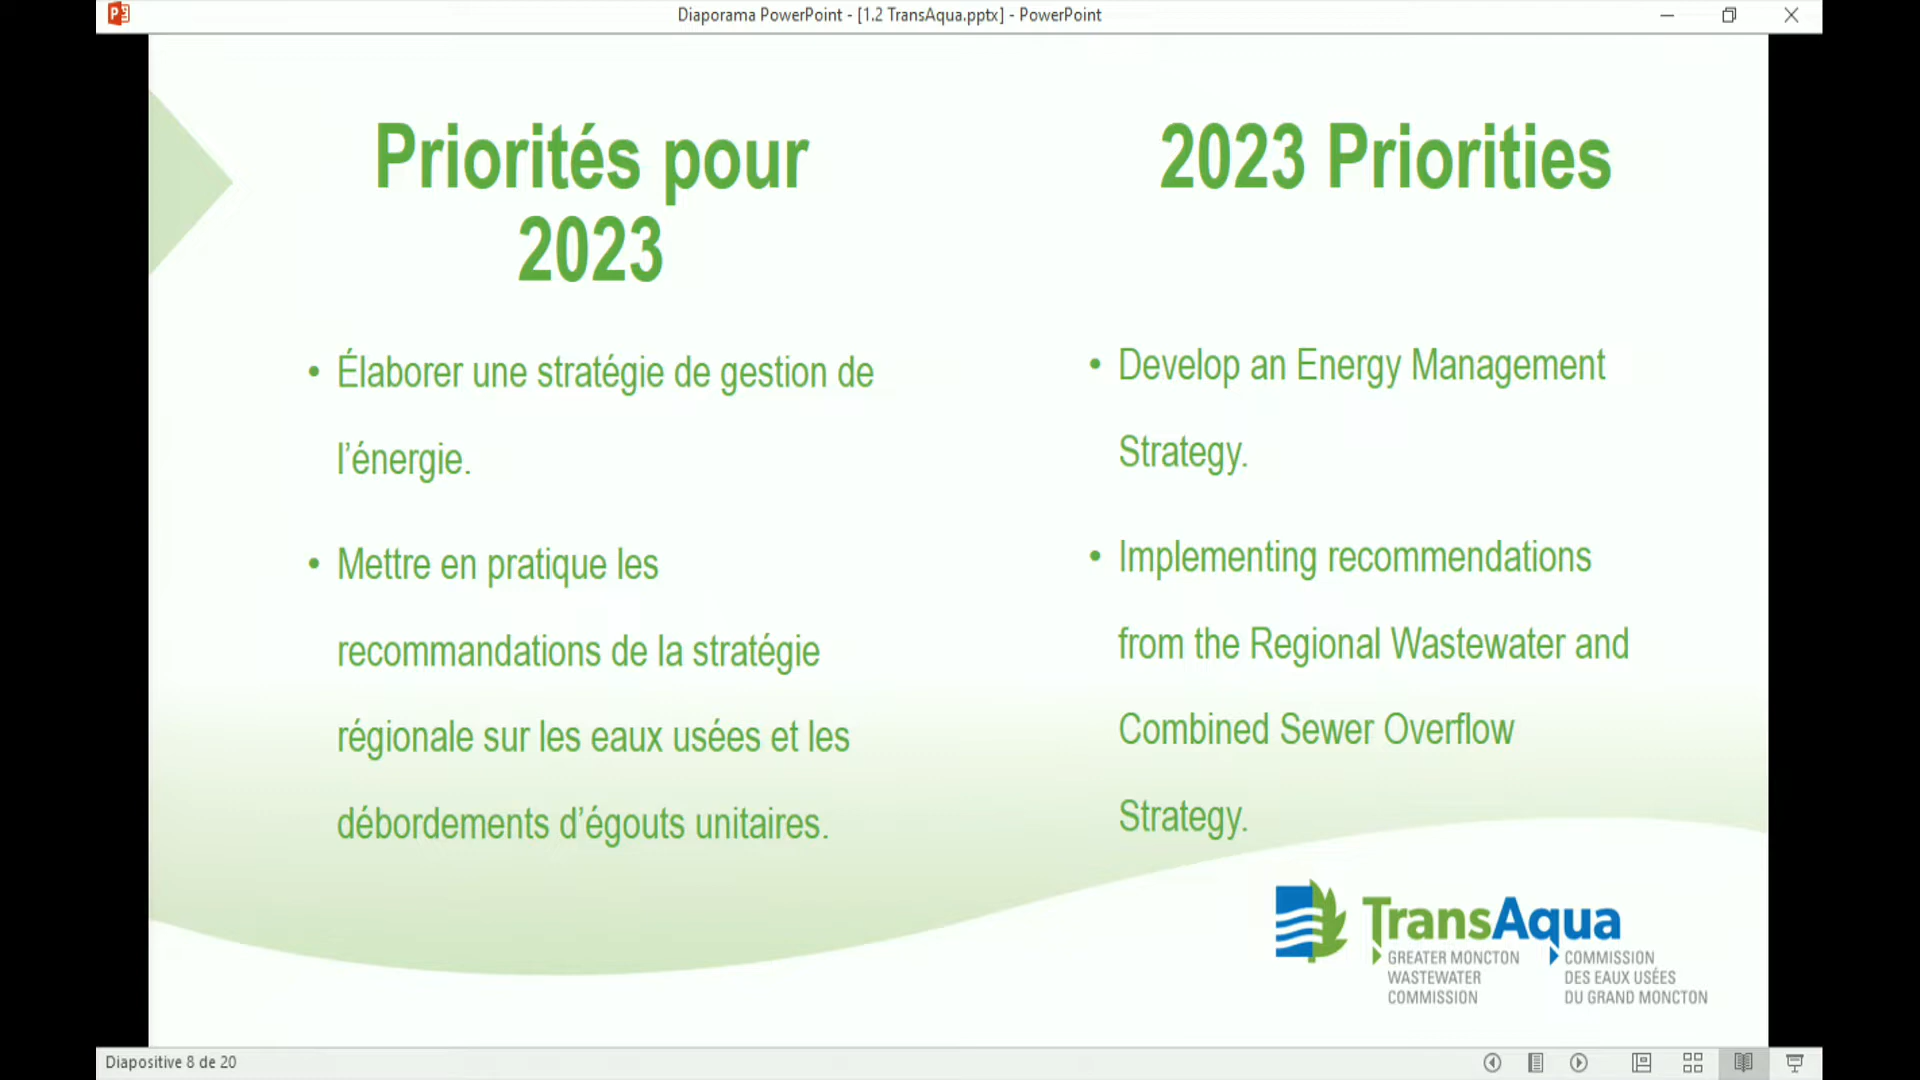 Diaporama PowerPoint - [1.2 TransAqua.pptx] - PowerPoint
Priorités pour
2023
• Élaborer une stratégie de gestion de
l’énergie.
• Mettre en pratique les
recommandations de la stratégie
régionale sur les eaux usées et les
débordements d’égouts unitaires.
2023 Priorities
• Develop an Energy Management
Strategy.
• Implementing recommendations
from the Regional Wastewater and
Combined Sewer Overflow
Strategy.
TransAqua
GREATER MONCTON
WASTEWATER
COMMISSION
COMMISSION
DES EAUX USÉES
DU GRAND MONCTON
Diapositive 8 de 20